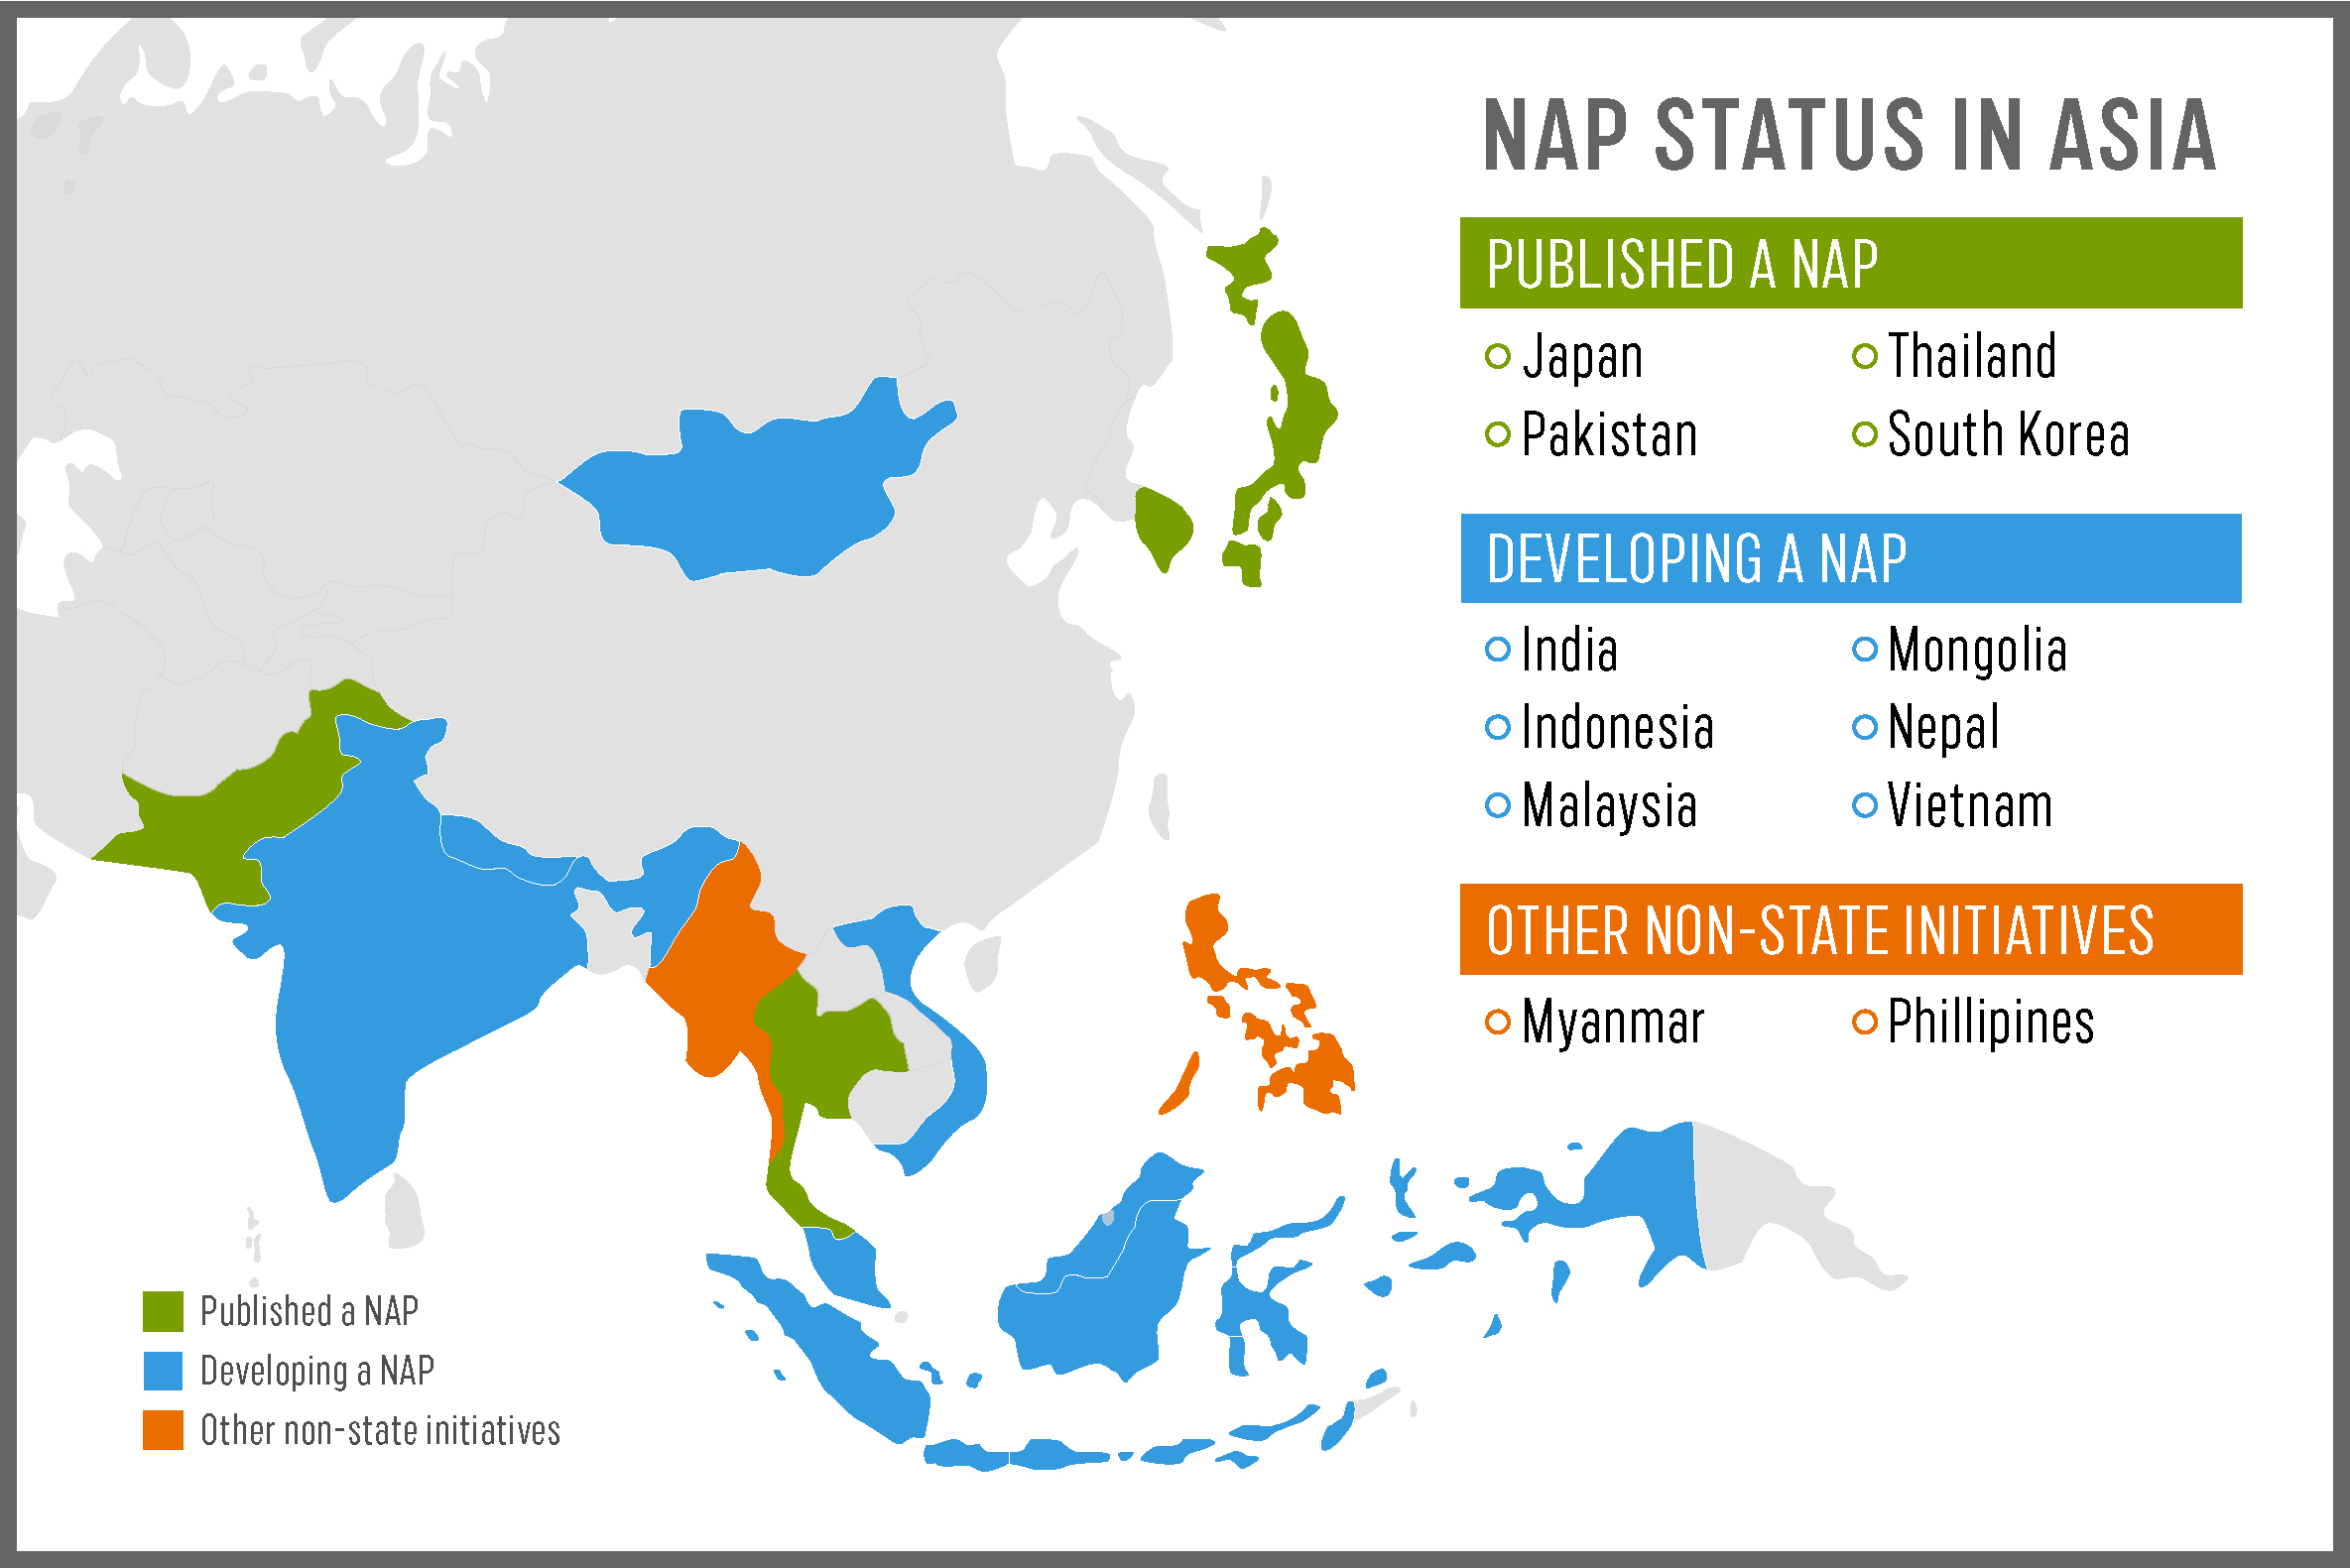 NAP STATUS IN ASIA
PUBLISHED A NAP
Japan
Thailand
Pakistan
South Korea
DEVELOPING A NAP
India
Mongolia
Indonesia
Nepal
Malaysia
Vietnam
OTHER NON-STATE INITIATIVES
Myanmar
Phillipines
Published a NAP
Developing a NAP
Other non-state initiatives